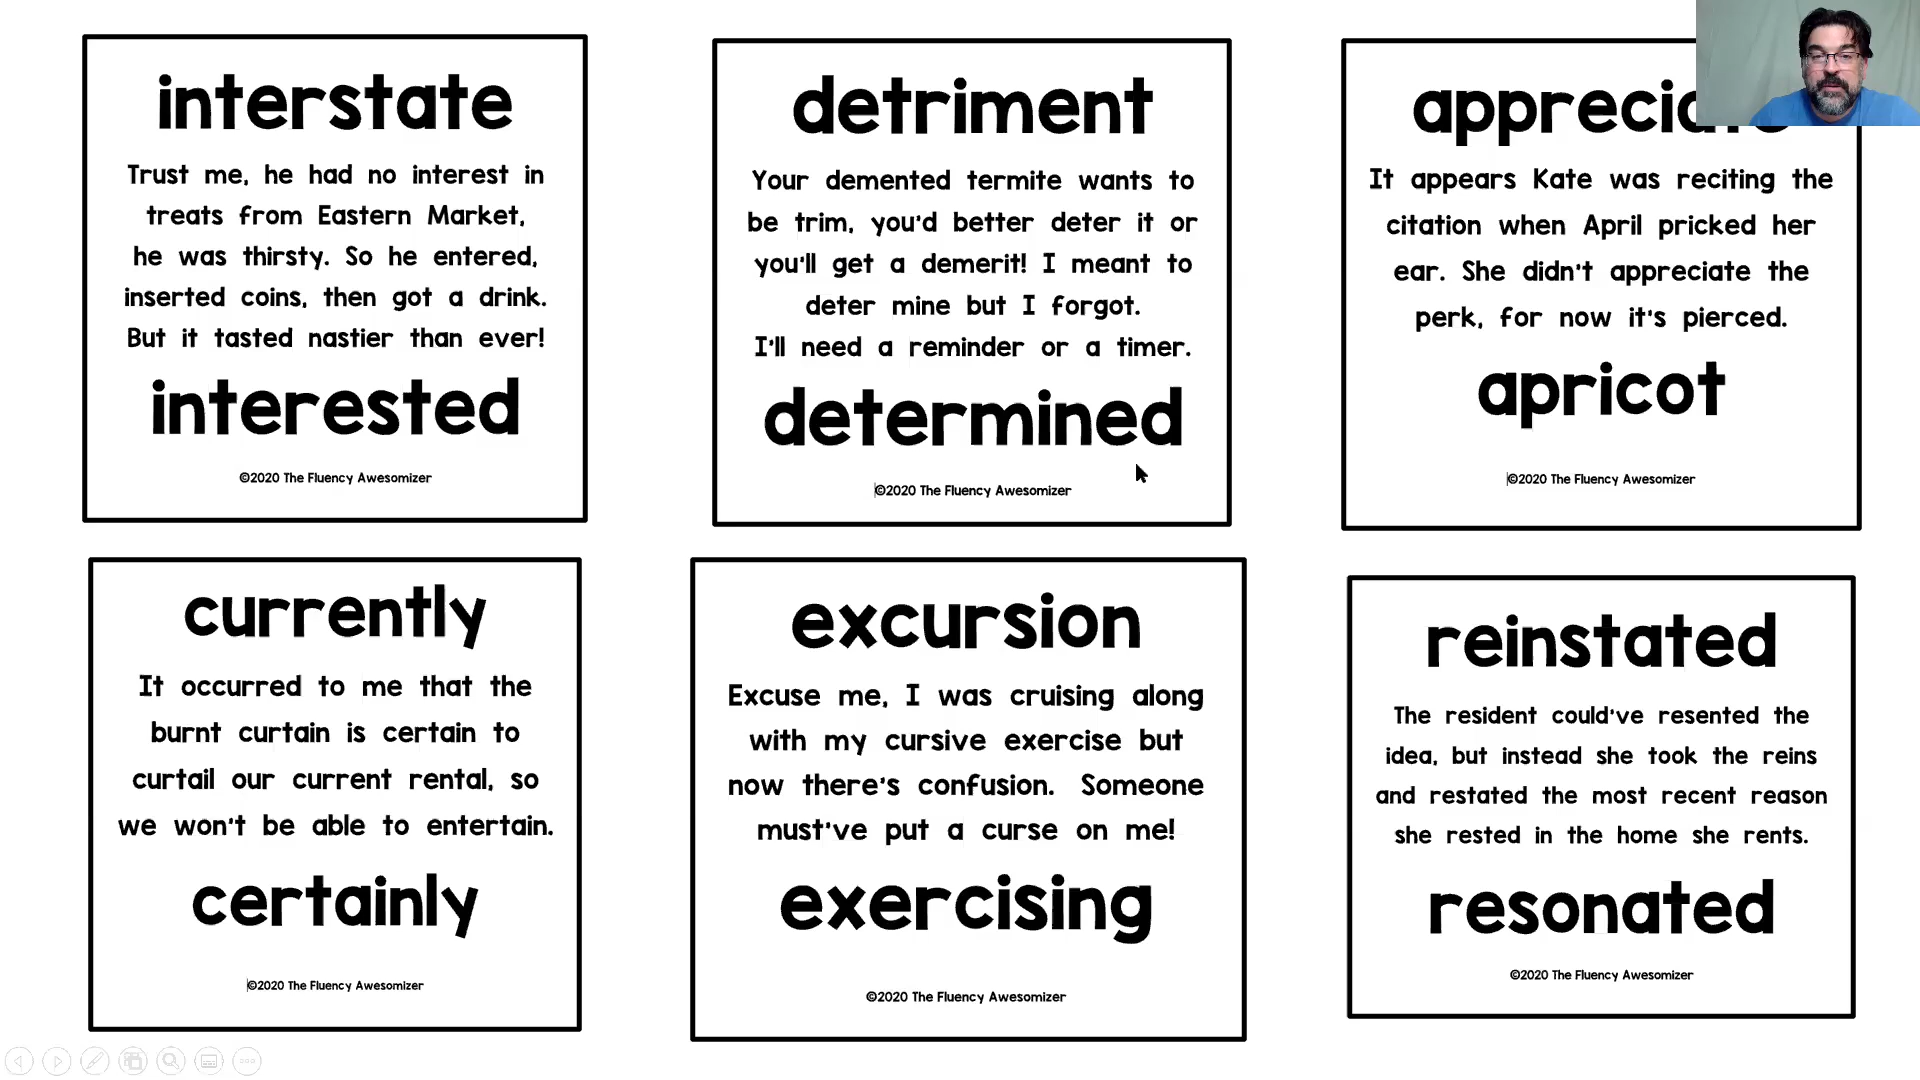 interstate
Trust me, he had no interest in
treats from Eastern Market,
he was thirsty. So he entered,
inserted coins, then got a drink.
But it tasted nastier than ever!
interested
©2020 The Fluency Awesomizer
detriment
Your demented termite wants to
be trim, you'd better deter it or
you'll get a demerit! I meant to
deter mine but I forgot.
I'll need a reminder or a timer.
determined
©2020 The Fluency Awesomizer
appreciate
It appears Kate was reciting the
citation when April pricked her
ear. She didn't appreciate the
perk, for now it's pierced.
apricot
©2020 The Fluency Awesomizer
currently
It occurred to me that the
burnt curtain is certain to
curtail our current rental, so
we won't be able to entertain.
certainly
©2020 The Fluency Awesomizer
excursion
Excuse me, I was cruising along
with my cursive exercise but
now there's confusion. Someone
must've put a curse on me!
exercising
©2020 The Fluency Awesomizer
reinstated
The resident could've resented the
idea, but instead she took the reins
and restated the most recent reason
she rested in the home she rents.
resonated
©2020 The Fluency Awesomizer